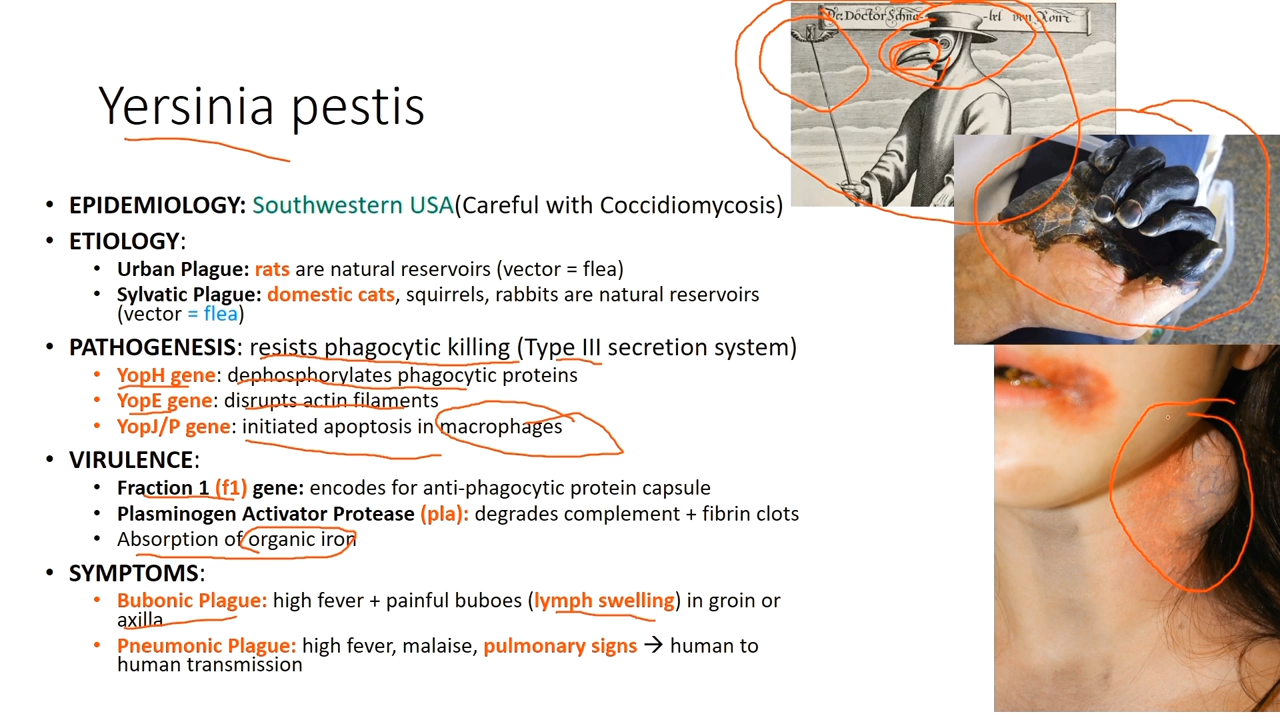 Yersinia pestis
• EPIDEMIOLOGY: Southwestern USA(Careful with Coccidiomycosis)
• ETIOLOGY:
• Urban Plague: rats are natural reservoirs (vector = flea)
• Sylvatic Plague: domestic cats, squirrels, rabbits are natural reservoirs
(vector = flea)
• PATHOGENESIS: resists phagocytic killing (Type III secretion system)
• YopH gene: dephosphorylates phagocytic proteins
• YopE gene: disrupts actin filaments
• YopJ/P gene: initiated apoptosis in macrophages
• VIRULENCE:
• Fraction 1 (f1) gene: encodes for anti-phagocytic protein capsule
• Plasminogen Activator Protease (pla): degrades complement + fibrin clots
• Absorption of organic iron
• SYMPTOMS:
• Bubonic Plague: high fever + painful buboes (lymph swelling) in groin or
axilla
• Pneumonic Plague: high fever, malaise, pulmonary signs → human to
human transmission
Doctor
von Rom